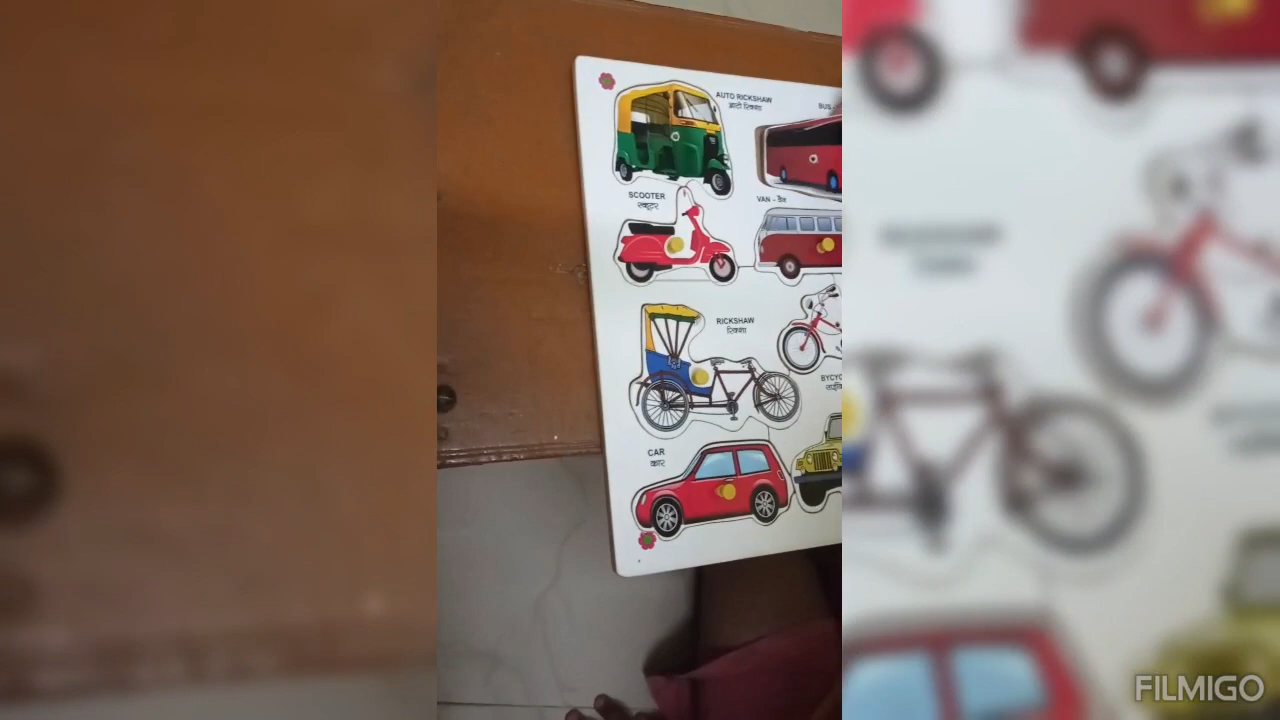 AUTO RICKSHAW
ऑटो रिक्शा
BUS
SCOOTER
स्कूटर
VAN - वैन
RICKSHAW
रिक्शा
CAR
कार
FILMIGO